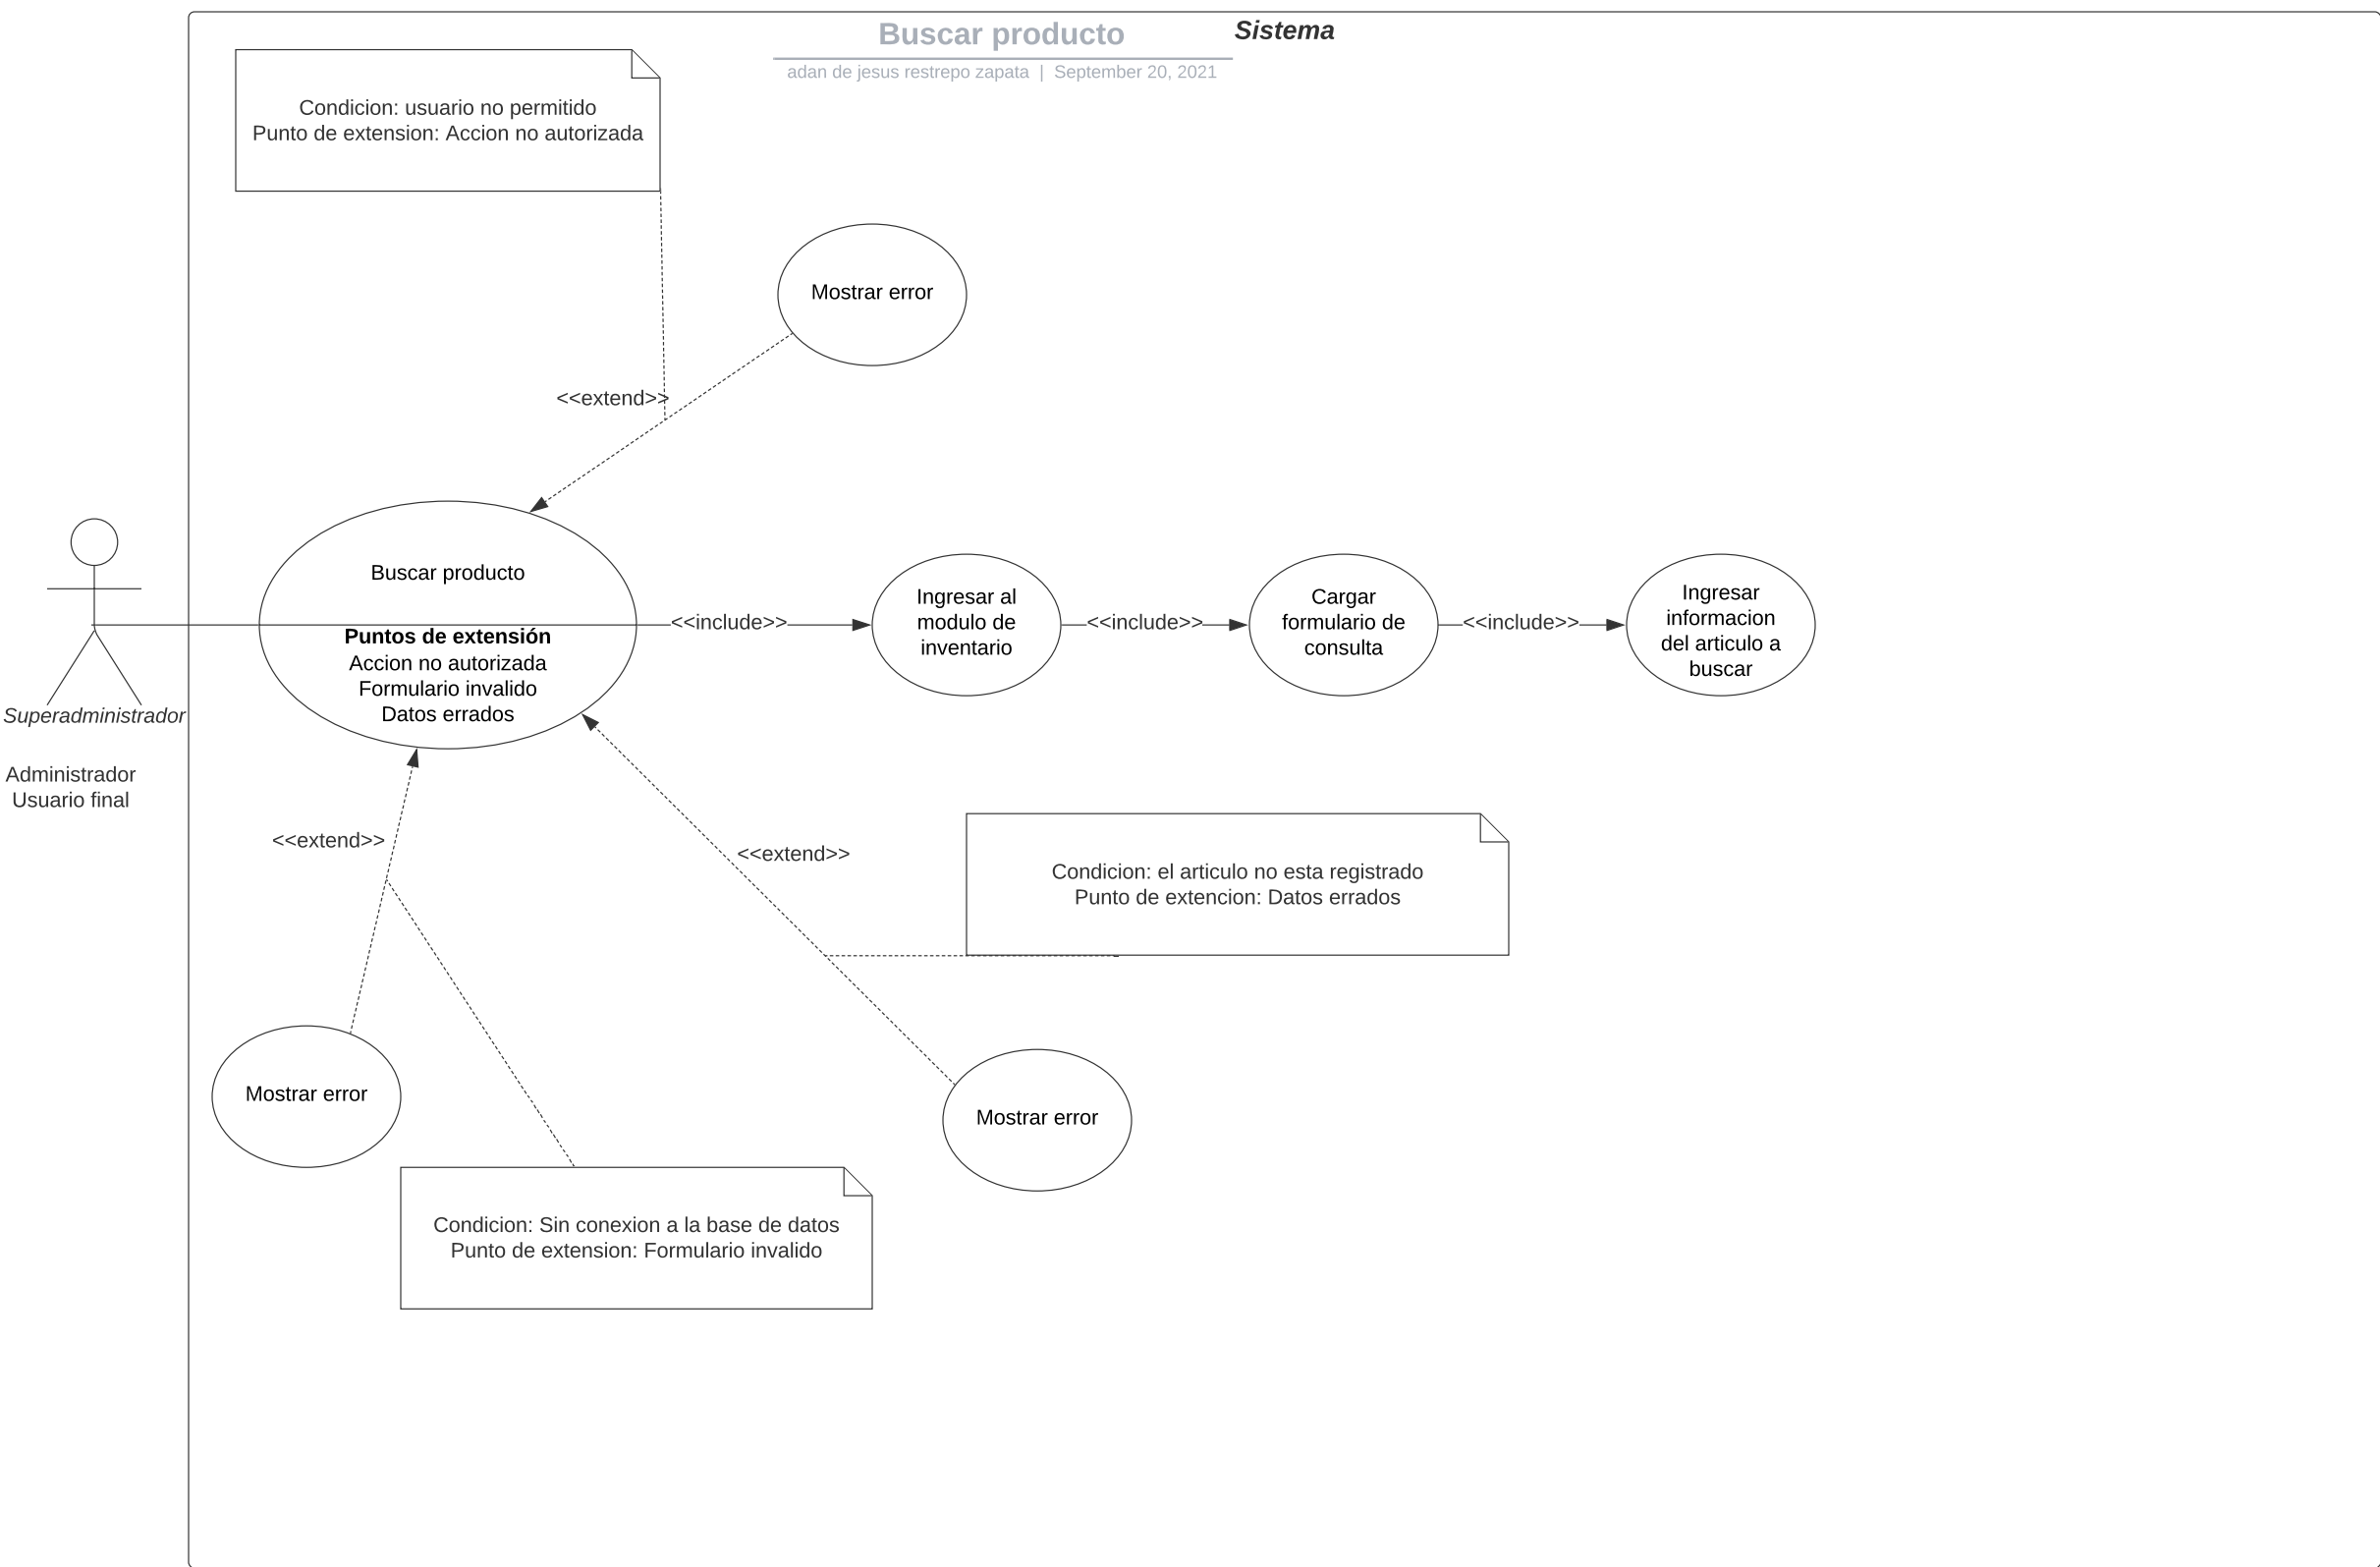 Buscar producto
Sistema
adan de jesus restrepo zapata | September 20, 2021
Condicion: usuario no permitido
Punto de extension: Accion no autorizada
Mostrar error
<<extend>>
Buscar producto
Puntos de extensión
Accion no autorizada
Formulario invalido
Datos errados
<<include>>
Ingresar al
modulo de
inventario
<<include>>
Cargar
formulario de
consulta
<<include>>
Ingresar
informacion
del articulo a
buscar
Superadministrador
Administrador
Usuario final
<<extend>>
<<extend>>
Condicion: el articulo no esta registrado
Punto de extencion: Datos errados
Mostrar error
Mostrar error
Condicion: Sin conexion a la base de datos
Punto de extension: Formulario invalido